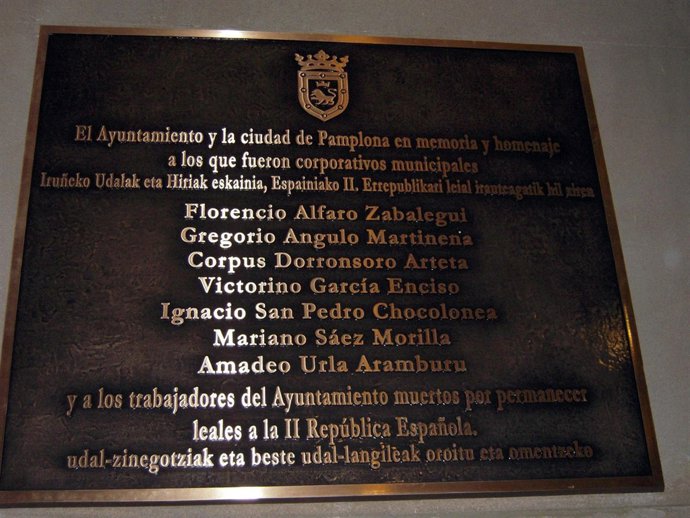 El Ayuntamiento y la ciudad de Pamplona en memoria y homenaje
a los que fueron corporativos municipales
Iruñeko Udalak eta Hiriak eskainia, Espainiako II. Errepublikari leial irauteagatik hil ziren
Florencio Alfaro Zabalegui
Gregorio Angulo Martinena
Corpus Dorronsoro Arteta
Victorino García Enciso
Ignacio San Pedro Chocolonea
Mariano Sáez Morilla
Amadeo Urla Aramburu
y a los trabajadores del Ayuntamiento muertos por permanecer
leales a la II República Española.
udal-zinegotziak eta beste udal-langileak oroitu eta omentzeko